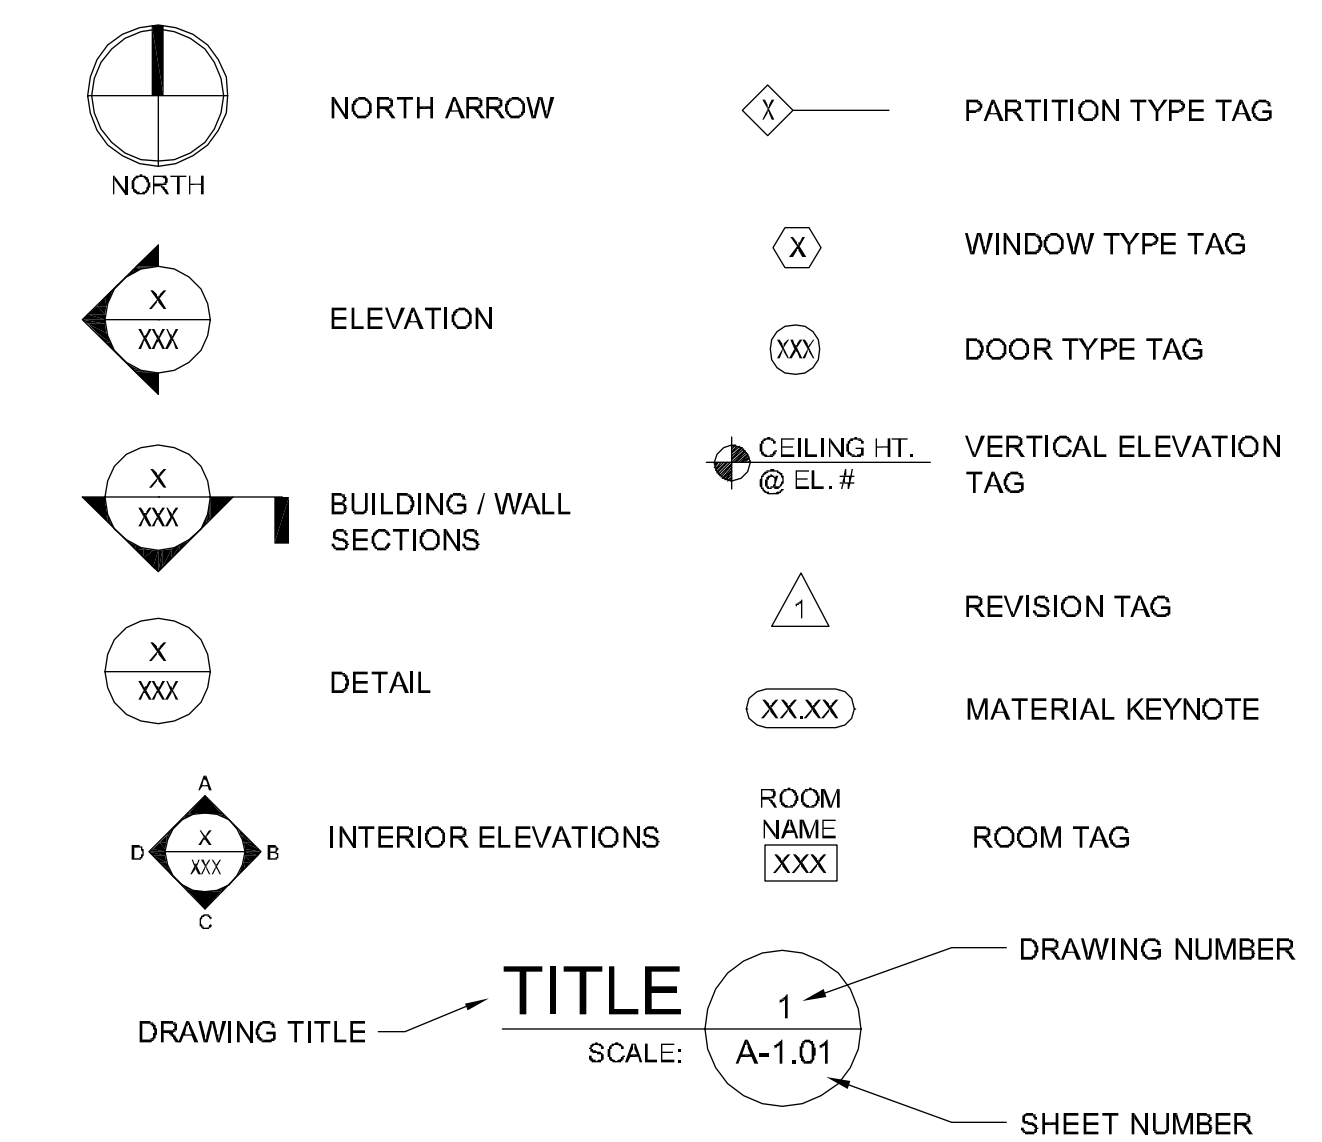 NORTH
NORTH ARROW
X
XXX
ELEVATION
X
XXX
BUILDING / WALL
SECTIONS
X
XXX
DETAIL
A
D
X
XXX
B
C
INTERIOR ELEVATIONS
X
PARTITION TYPE TAG
X
WINDOW TYPE TAG
XXX
DOOR TYPE TAG
CEILING HT.
@ EL. #
VERTICAL ELEVATION
TAG
1
REVISION TAG
XX.XX
MATERIAL KEYNOTE
ROOM
NAME
XXX
ROOM TAG
DRAWING TITLE
TITLE
SCALE:
1
A-1.01
DRAWING NUMBER
SHEET NUMBER